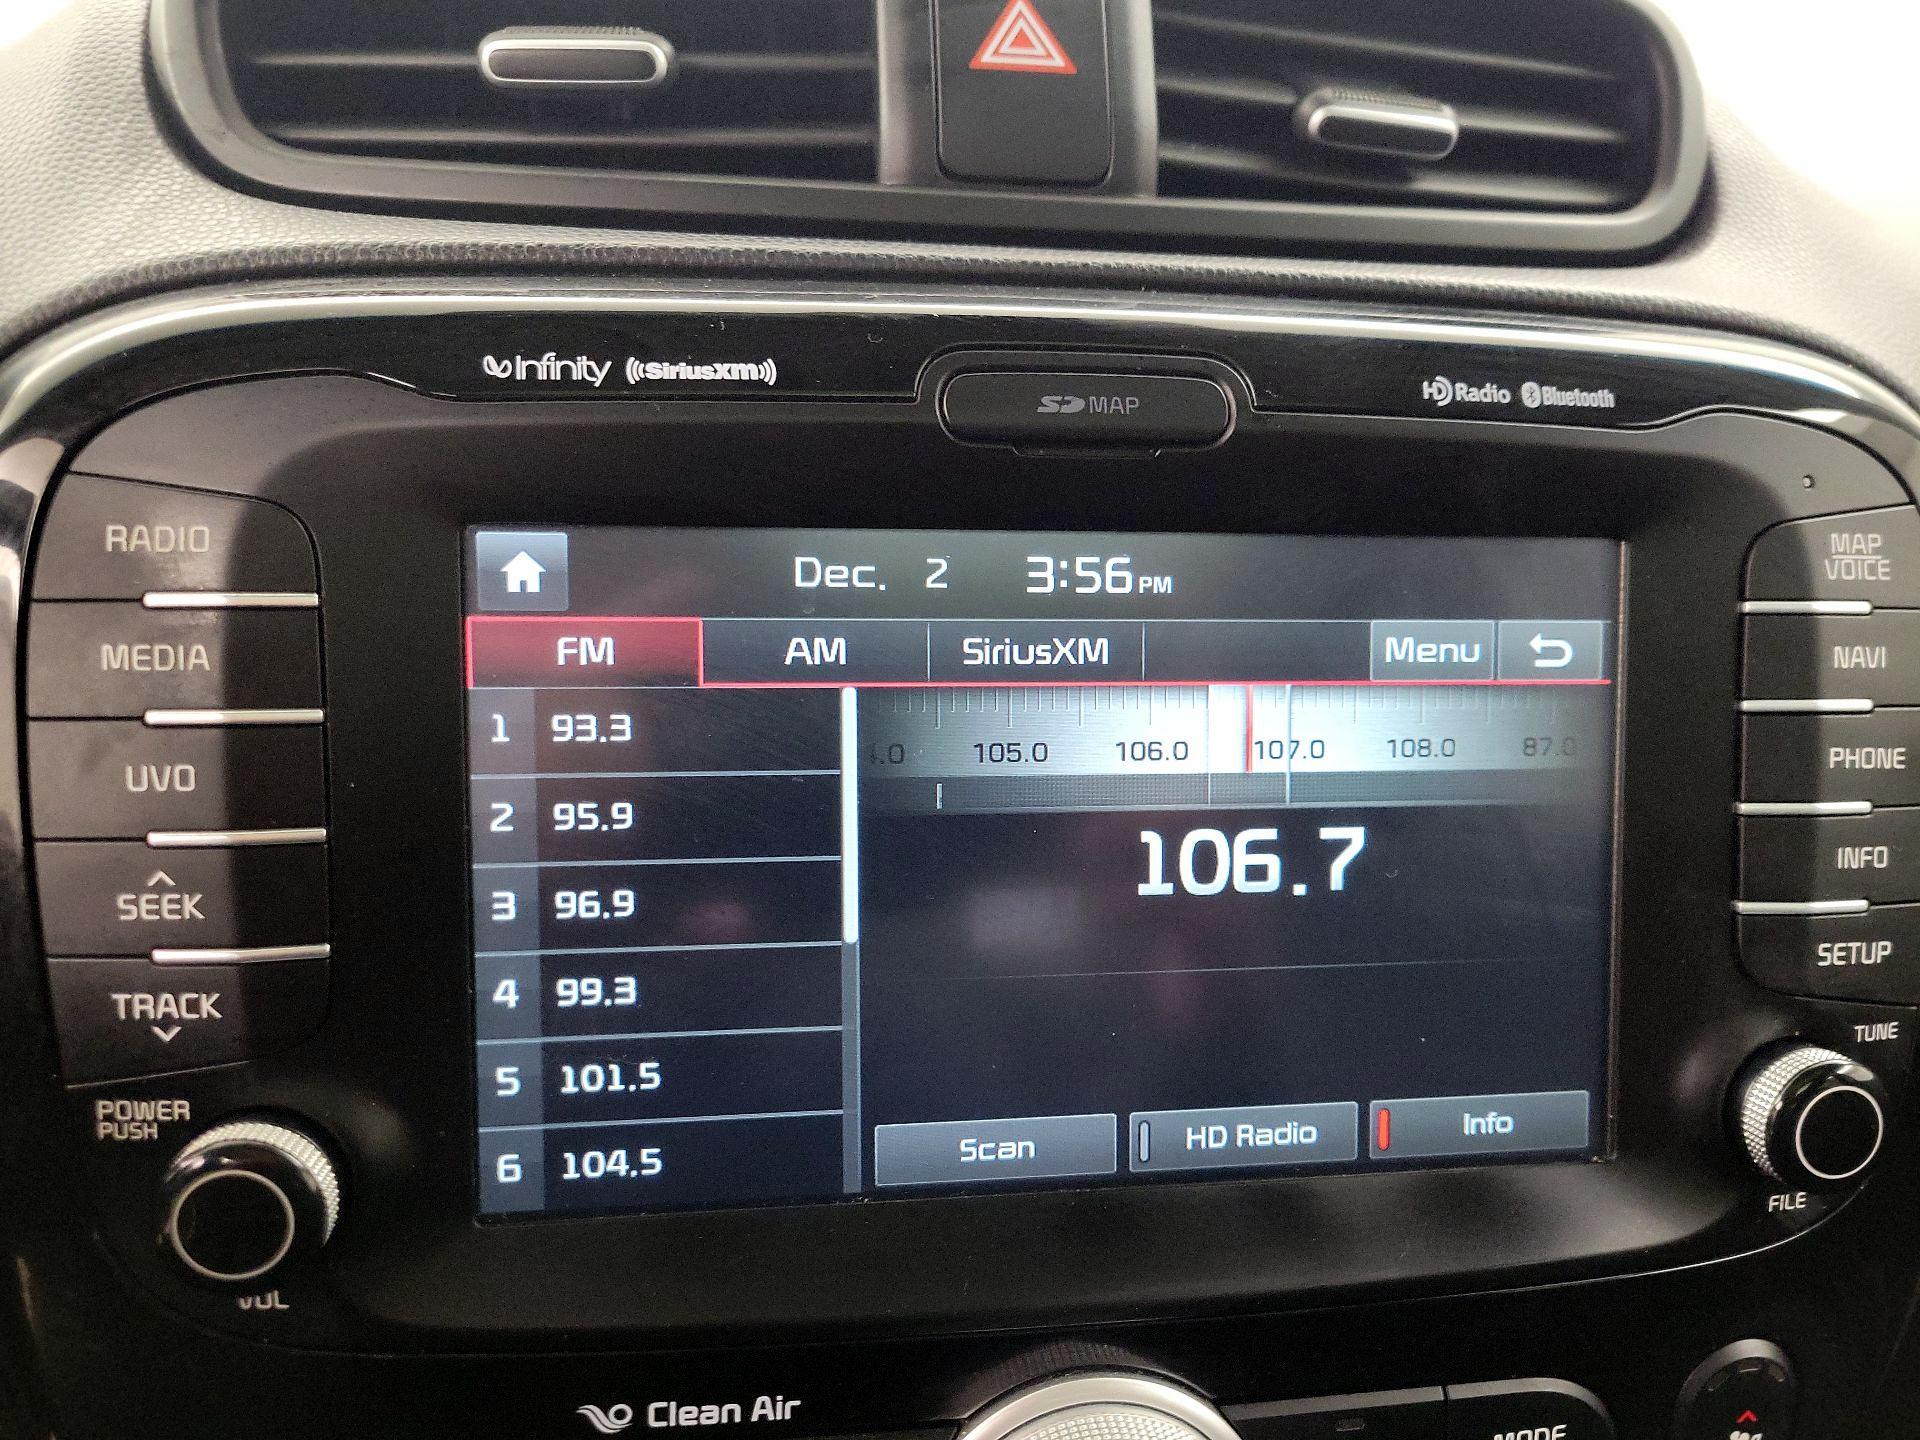 Infinity SiriusXM
SD MAP
HD Radio Bluetooth
RADIO
MEDIA
UVO
SEEK
TRACK
POWER
PUSH
VOL
Dec. 2 3:56 PM
FM AM SiriusXM Menu
1 93.3
2 95.9
3 96.9
4 99.3
5 101.5
6 104.5
105.0 106.0 107.0 108.0 87.0
106.7
Scan HD Radio Info
MAP
VOICE
NAVI
PHONE
INFO
SETUP
TUNE
FILE
Clean Air
MODE